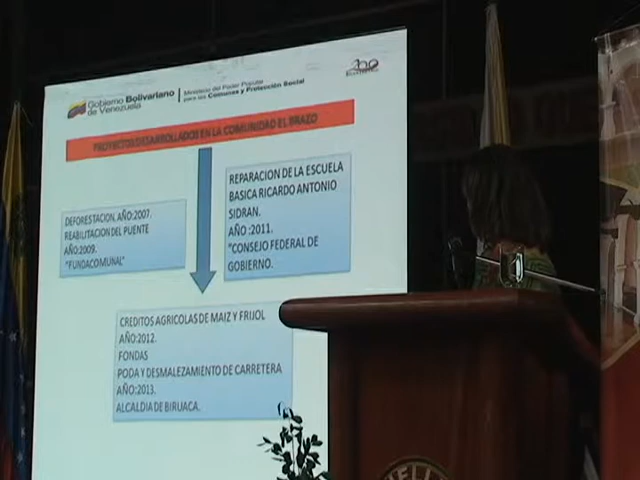 Gobierno Bolivariano
de Venezuela
Ministerio del Poder Popular
para las Comunas y Protección Social
200
PROYECTOS DESARROLLADOS EN LA COMUNIDAD EL BRAZO
DEFORESTACION, AÑO:2007.
REABILITACION DEL PUENTE
AÑO:2009.
"FUNDACOMUNAL"
REPARACION DE LA ESCUELA
BASICA RICARDO ANTONIO
SIDRAN.
AÑO :2011.
"CONSEJO FEDERAL DE
GOBIERNO.
CREDITOS AGRICOLAS DE MAIZ Y FRIJOL
AÑO:2012.
FONDAS
PODA Y DESMALEZAMIENTO DE CARRETERA
AÑO:2013.
ALCALDIA DE BIRUACA.